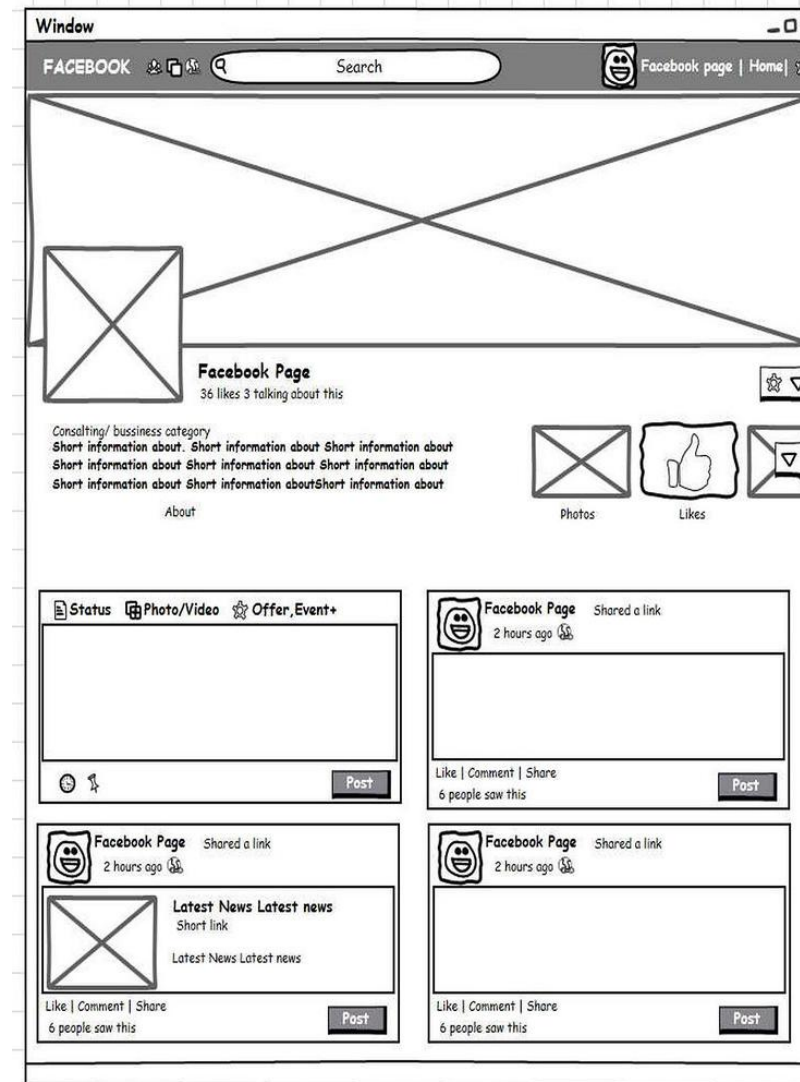 Window
FACEBOOK Search Facebook page | Home|
Facebook Page
36 likes 3 talking about this
Consalting/ bussiness category
Short information about. Short information about Short information about
Short information about Short information about Short information about
Short information about Short information aboutShort information about
About
Photos Likes
Status Photo/Video Offer,Event+
Post
Facebook Page Shared a link
2 hours ago
Like | Comment | Share
6 people saw this
Post
Facebook Page Shared a link
2 hours ago
Latest News Latest news
Short link
Latest News Latest news
Like | Comment | Share
6 people saw this
Post
Facebook Page Shared a link
2 hours ago
Like | Comment | Share
6 people saw this
Post